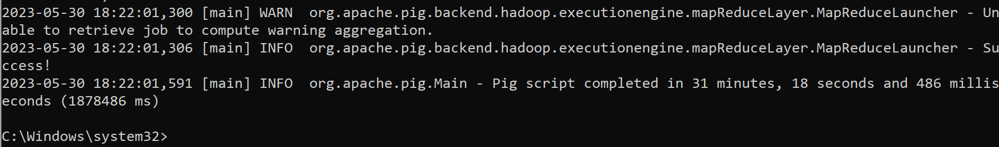 2023-05-30 18:22:01,300 [main] WARN  org.apache.pig.backend.hadoop.executionengine.mapReduceLayer.MapReduceLauncher - Un
able to retrieve job to compute warning aggregation.
2023-05-30 18:22:01,306 [main] INFO  org.apache.pig.backend.hadoop.executionengine.mapReduceLayer.MapReduceLauncher - Su
ccess!
2023-05-30 18:22:01,591 [main] INFO  org.apache.pig.Main - Pig script completed in 31 minutes, 18 seconds and 486 millis
econds (1878486 ms)
C:\Windows\system32>